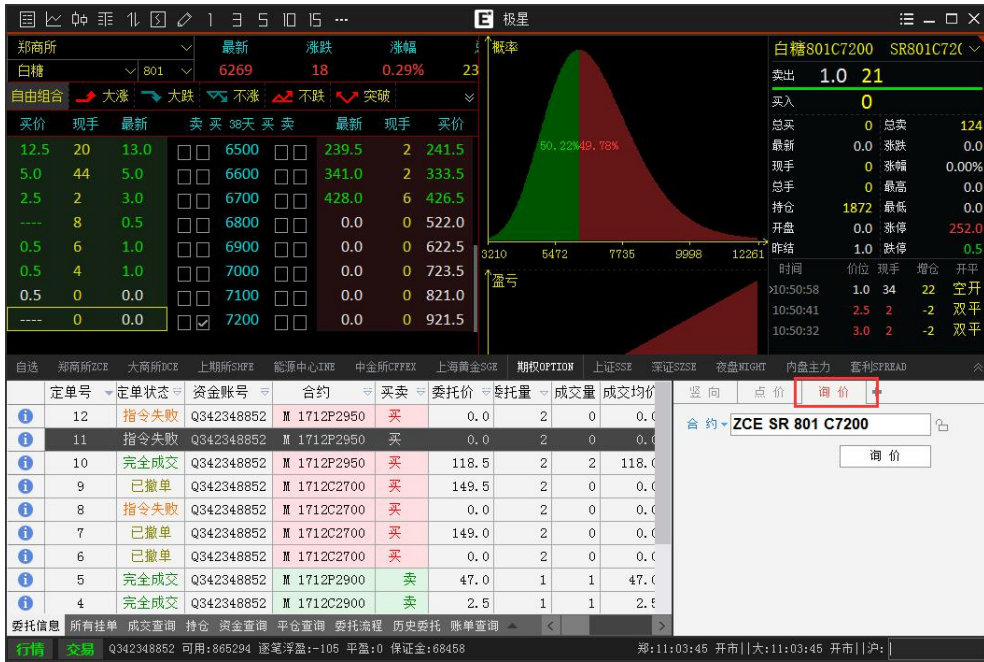 1 3 5 10 15 ··· E 极星
郑商所 最新 涨跌 涨幅
白糖 801 6269 18 0.29% 23
自由组合 大涨 大跌 不涨 不跌 突破
买价 现手 最新 卖 买 38天 买 卖 最新 现手 买价
12.5 20 13.0 6500 239.5 2 241.5
5.0 44 5.0 6600 341.0 2 333.5
2.5 2 3.0 6700 428.0 6 426.5
---- 8 0.5 6800 0.0 0 522.0
0.5 6 1.0 6900 0.0 0 622.5
0.5 4 1.0 7000 0.0 0 723.5
0.5 0 0.0 7100 0.0 0 821.0
---- 0 0.0 7200 0.0 0 921.5
概率
50.22% 49.78%
3210 5472 7735 9998 12261
盈亏
白糖801C7200 SR801C72(
卖出 1.0 21
买入 0
总买 0 总卖 124
最新 0.0 涨跌 0.0
现手 0 涨幅 0.00%
总手 0 最高 0.0
持仓 1872 最低 0.0
开盘 0.0 涨停 252.0
昨结 1.0 跌停 0.5
时间 价位 现手 增仓 开平
>10:50:58 1.0 34 22 空开
10:50:41 2.5 2 -2 双平
10:50:32 3.0 2 -2 双平
自选 郑商所ZCE 大商所DCE 上期所SHFE 能源中心INE 中金所CFFEX 上海黄金SGE 期权OPTION 上证SSE 深证SZSE 夜盘NIGHT 内盘主力 套利SPREAD
定单号 定单状态 资金账号 合约 买卖 委托价 委托量 成交量 成交均价
12 指令失败 Q342348852 M 1712P2950 买 0.0 2 0 0.
11 指令失败 Q342348852 M 1712P2950 买 0.0 2 0 0.
10 完全成交 Q342348852 M 1712P2950 买 118.5 2 2 118.
9 已撤单 Q342348852 M 1712C2700 买 149.5 2 0 0.
8 指令失败 Q342348852 M 1712C2700 买 0.0 2 0 0.
7 已撤单 Q342348852 M 1712C2700 买 149.0 2 0 0.
6 已撤单 Q342348852 M 1712C2700 买 0.0 2 0 0.
5 完全成交 Q342348852 M 1712P2900 卖 47.0 1 1 47.
4 完全成交 Q342348852 M 1712C2900 卖 2.5 1 1 2.
竖向 点价 询价 +
合约 ZCE SR 801 C7200
询价
委托信息 所有挂单 成交查询 持仓 资金查询 平仓查询 委托流程 历史委托 账单查询
行情 交易 Q342348852 可用:865294 逐笔浮盈:-105 平盈:0 保证金:68458 郑:11:03:45 开市||大:11:03:45 开市||沪: